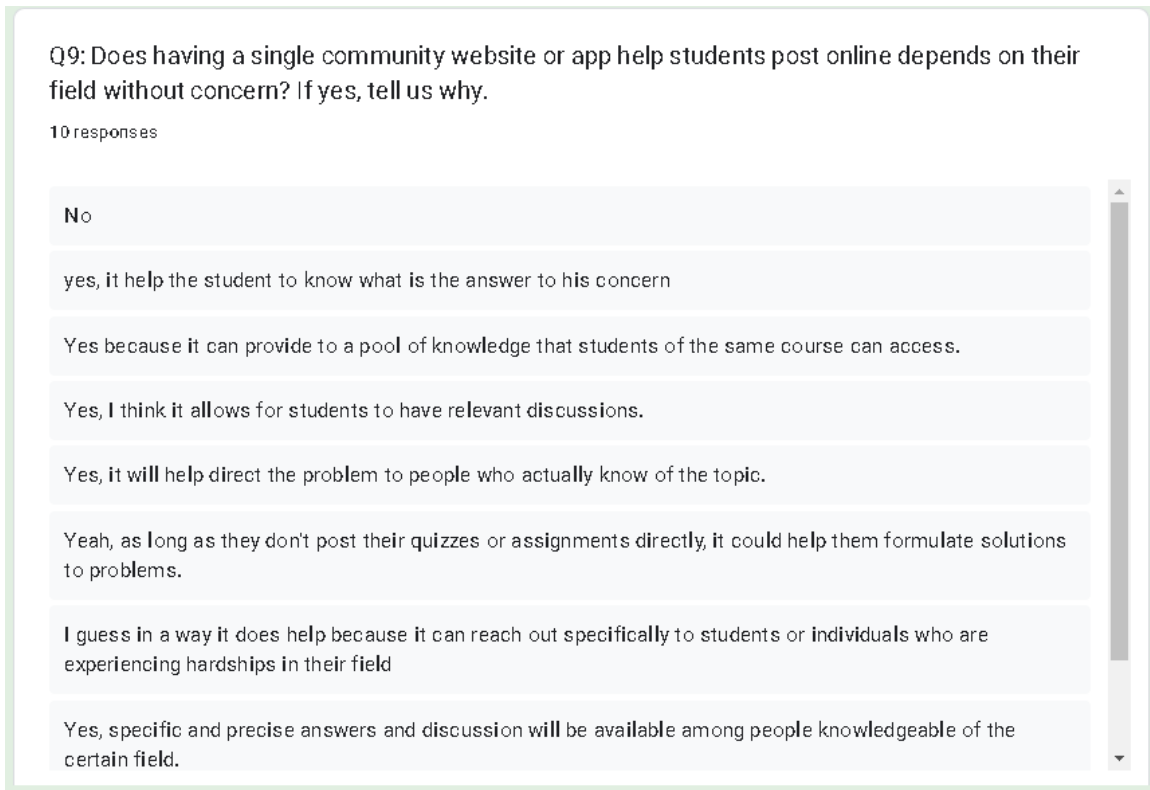 Q9: Does having a single community website or app help students post online depends on their
field without concern? If yes, tell us why.
10 responses
No
yes, it help the student to know what is the answer to his concern
Yes because it can provide to a pool of knowledge that students of the same course can access.
Yes, I think it allows for students to have relevant discussions.
Yes, it will help direct the problem to people who actually know of the topic.
Yeah, as long as they don't post their quizzes or assignments directly, it could help them formulate solutions
to problems.
I guess in a way it does help because it can reach out specifically to students or individuals who are
experiencing hardships in their field
Yes, specific and precise answers and discussion will be available among people knowledgeable of the
certain field.